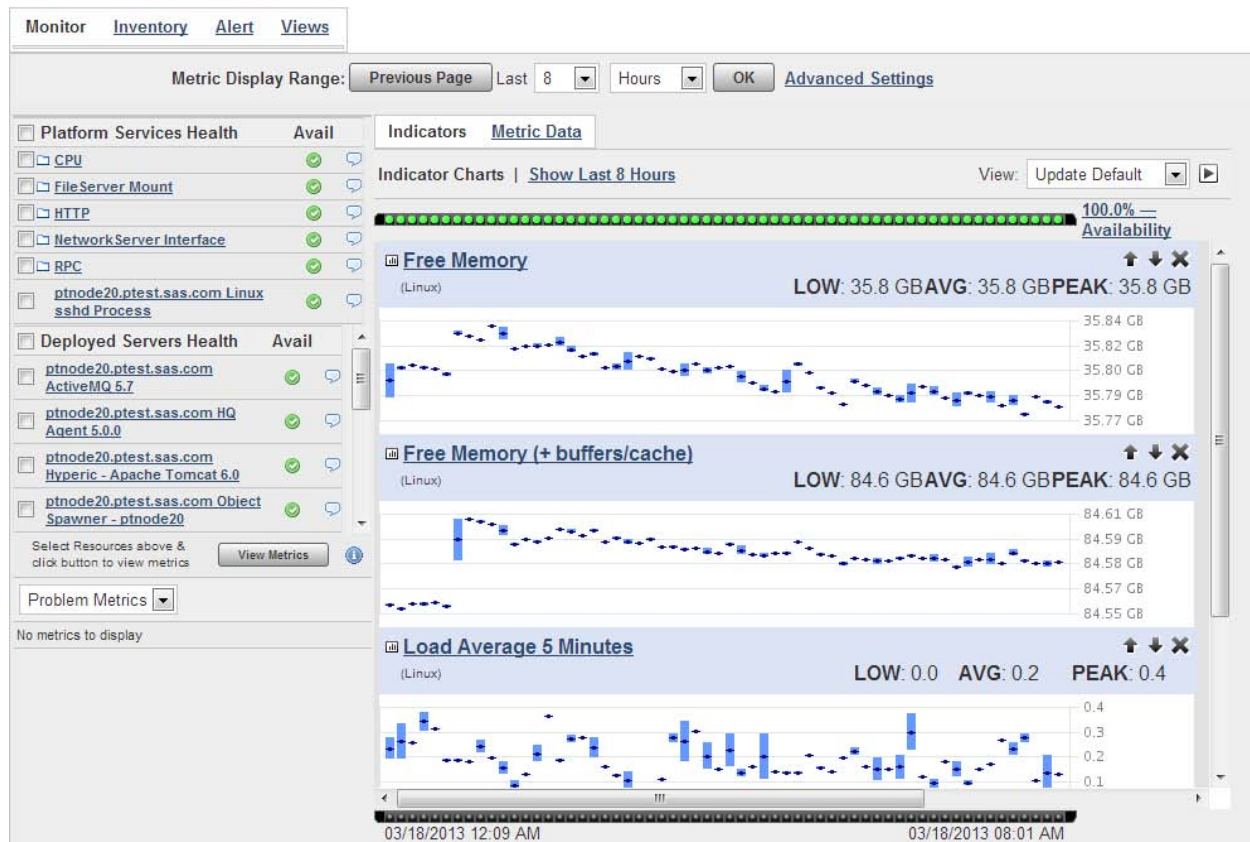 Monitor Inventory Alert Views
Metric Display Range: Previous Page Last 8 Hours OK Advanced Settings
Platform Services Health Avail
CPU
FileServer Mount
HTTP
NetworkServer Interface
RPC
ptnode20.ptest.sas.com Linux
sshd Process
Deployed Servers Health Avail
ptnode20.ptest.sas.com
ActiveMQ 5.7
ptnode20.ptest.sas.com HQ
Agent 5.0.0
ptnode20.ptest.sas.com
Hyperic - Apache Tomcat 6.0
ptnode20.ptest.sas.com Object
Spawner - ptnode20
Select Resources above &
click button to view metrics
View Metrics
Problem Metrics
No metrics to display
Indicators Metric Data
Indicator Charts | Show Last 8 Hours
View: Update Default
100.0% —
Availability
Free Memory
(Linux)
LOW: 35.8 GBAVG: 35.8 GBPEAK: 35.8 GB
35.84 GB
35.82 GB
35.80 GB
35.79 GB
35.77 GB
Free Memory (+ buffers/cache)
(Linux)
LOW: 84.6 GBAVG: 84.6 GBPEAK: 84.6 GB
84.61 GB
84.59 GB
84.58 GB
84.57 GB
84.55 GB
Load Average 5 Minutes
(Linux)
LOW: 0.0 AVG: 0.2 PEAK: 0.4
0.4
0.3
0.2
0.1
03/18/2013 12:09 AM 03/18/2013 08:01 AM